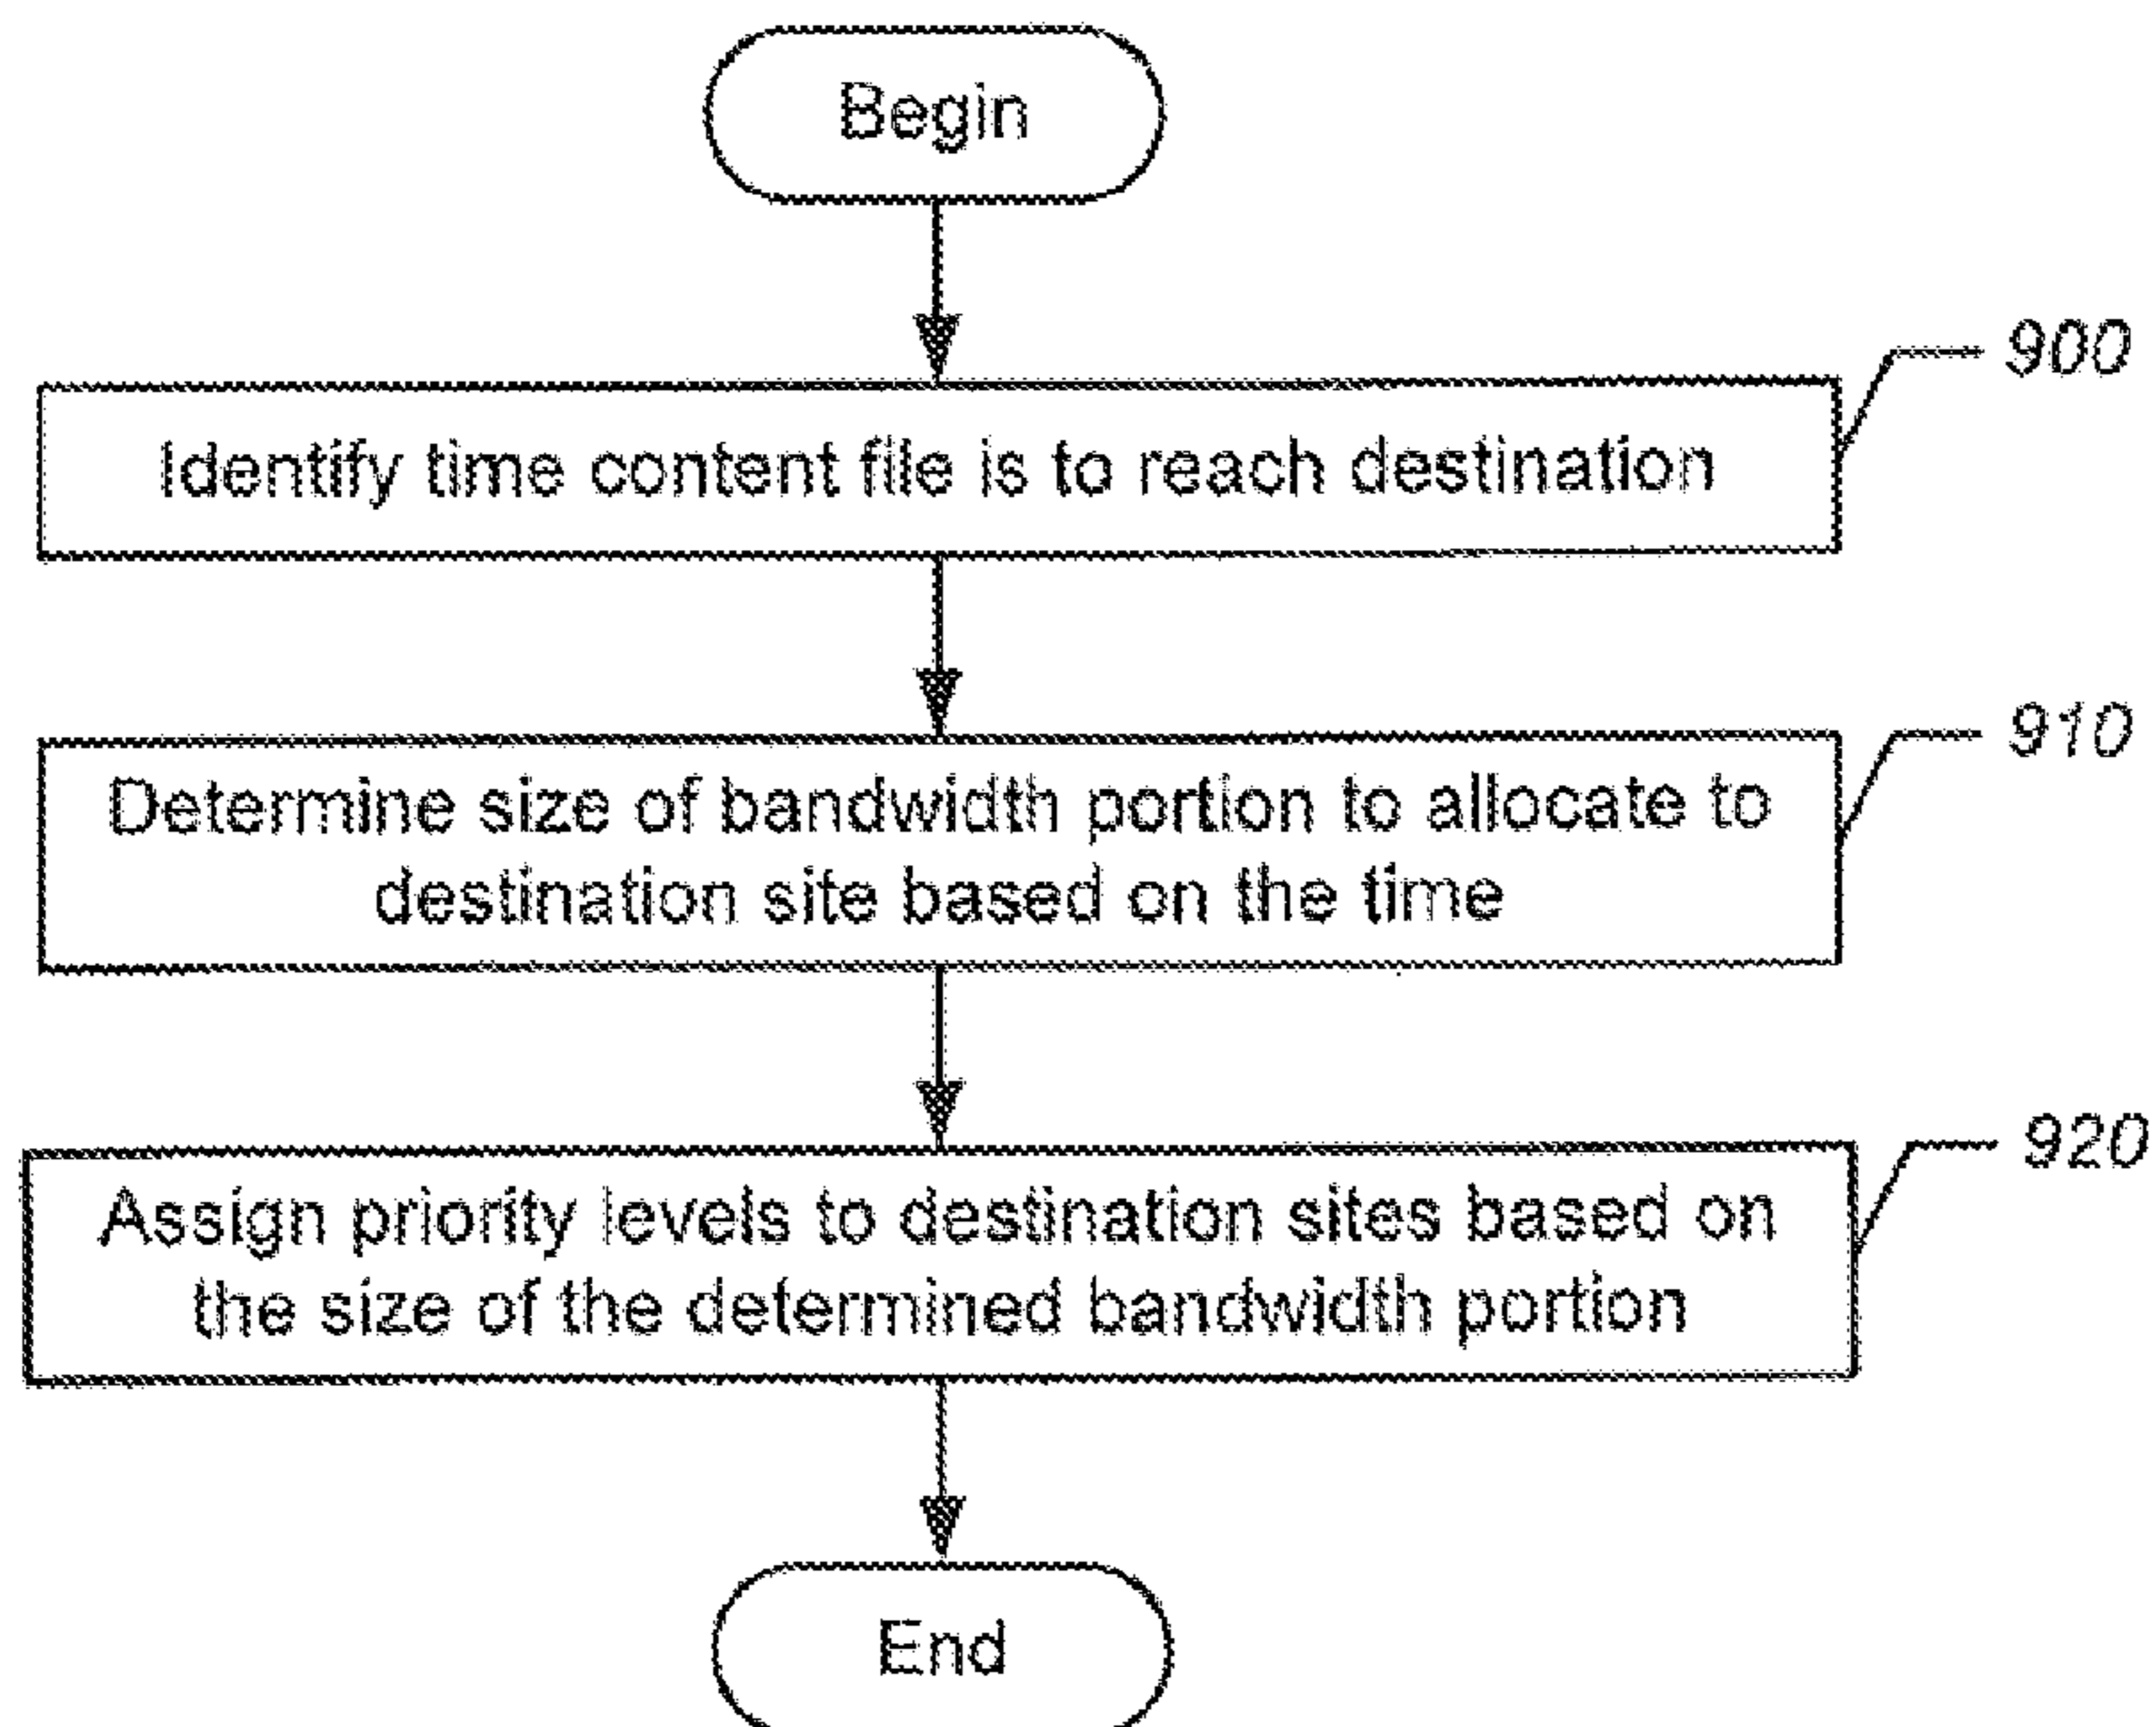 Begin
900
Identify time content file is to reach destination
910
Determine size of bandwidth portion to allocate to
destination site based on the time
920
Assign priority levels to destination sites based on
the size of the determined bandwidth portion
End